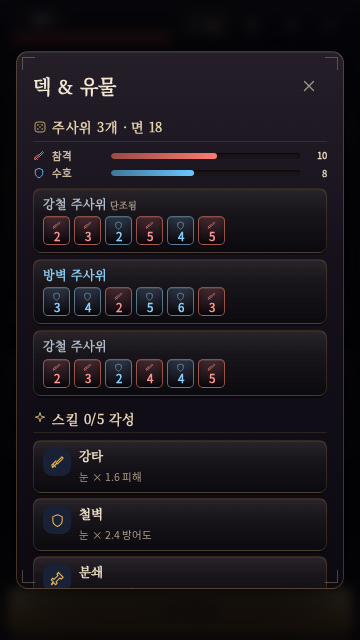 덱 & 유물
주사위 3개 · 면 18
참격 10
수호 8
강철 주사위 단조됨
2 3 2 5 4 5
방벽 주사위
3 4 2 5 6 3
강철 주사위
2 3 2 4 4 5
스킬 0/5 각성
강타
눈 × 1.6 피해
철벽
눈 × 2.4 방어도
분쇄